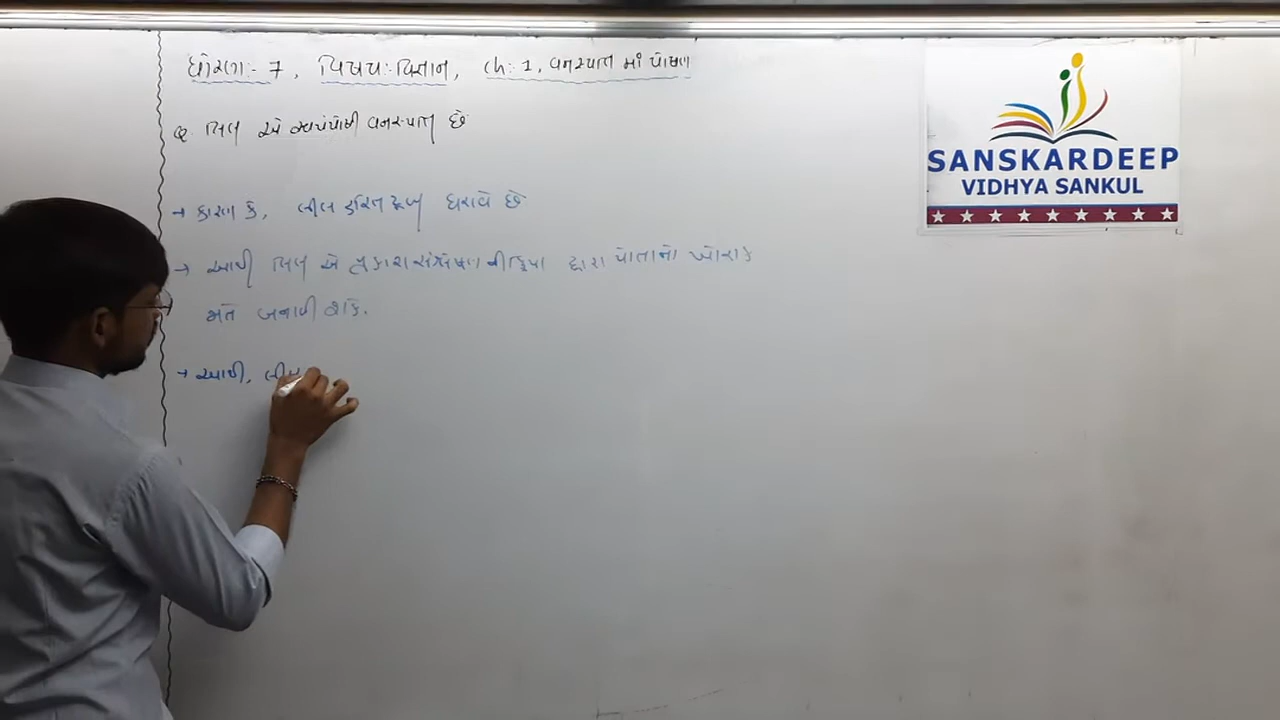 ધોરણ:- 7, વિષય:- વિજ્ઞાન, ch: 1, વનસ્પતિ માં પોષણ
Q. લીલ એ સ્વયંપોષી વનસ્પતિ છે
→ કારણ કે, લીલ હરિતદ્રવ્ય ધરાવે છે
→ આથી લીલ એ પ્રકાશસંશ્લેષણ ની ક્રિયા દ્વારા પોતાનો ખોરાક
જાતે બનાવી શકે.
→ આથી, લીલ
SANSKARDEEP
VIDHYA SANKUL